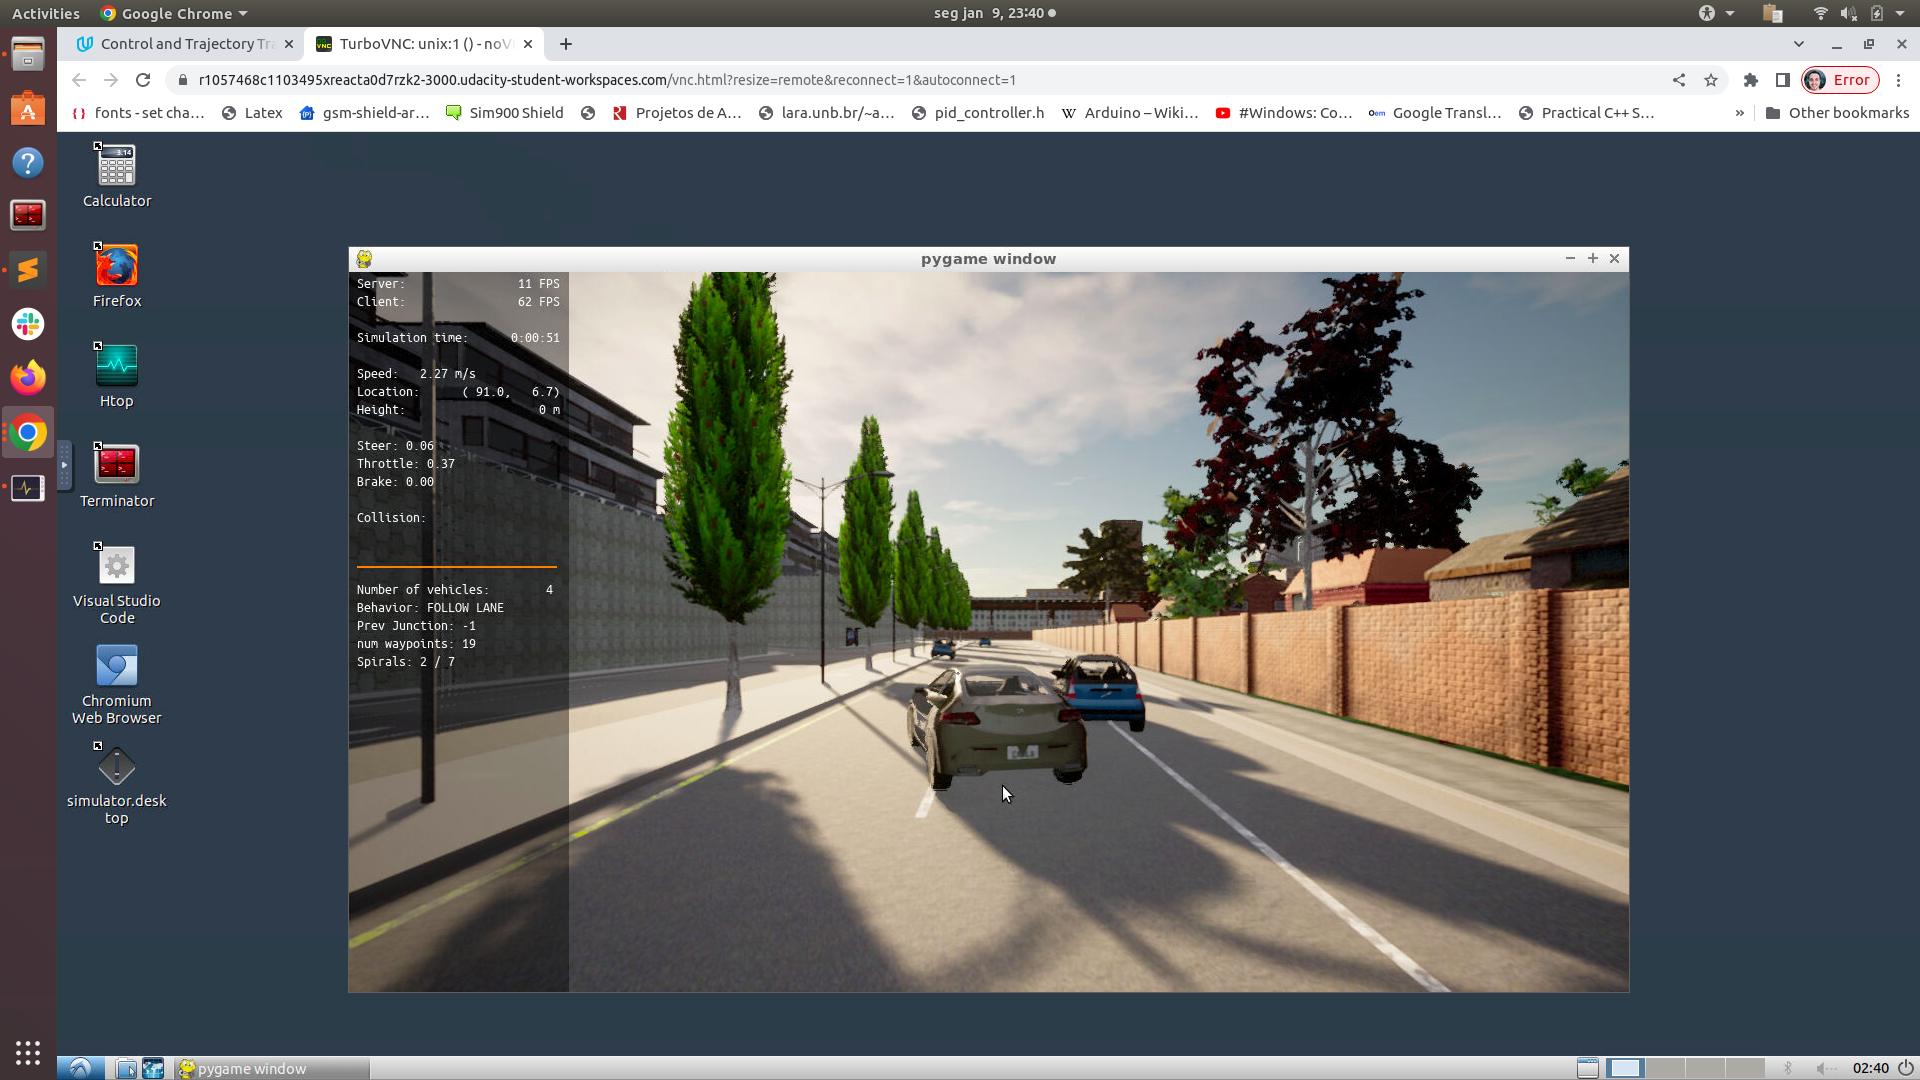 Activities
Google Chrome
seg jan 9, 23:40
Control and Trajectory Tra
TurboVNC: unix:1 () - noV
r1057468c1103495xreacta0d7rzk2-3000.udacity-student-workspaces.com/vnc.html?resize=remote&reconnect=1&autoconnect=1
Error
fonts - set cha…
Latex
gsm-shield-ar…
Sim900 Shield
Projetos de A…
lara.unb.br/~a…
pid_controller.h
Arduino – Wiki…
#Windows: Co…
Google Transl…
Practical C++ S…
»
Other bookmarks
3.14
Calculator
Firefox
Htop
Terminator
Visual Studio
Code
Chromium
Web Browser
simulator.desk
top
pygame window
Server: 11 FPS
Client: 62 FPS
Simulation time: 0:00:51
Speed: 2.27 m/s
Location: ( 91.0, 6.7)
Height: 0 m
Steer: 0.06
Throttle: 0.37
Brake: 0.00
Collision:
Number of vehicles: 4
Behavior: FOLLOW LANE
Prev Junction: -1
num waypoints: 19
Spirals: 2 / 7
pygame window
02:40